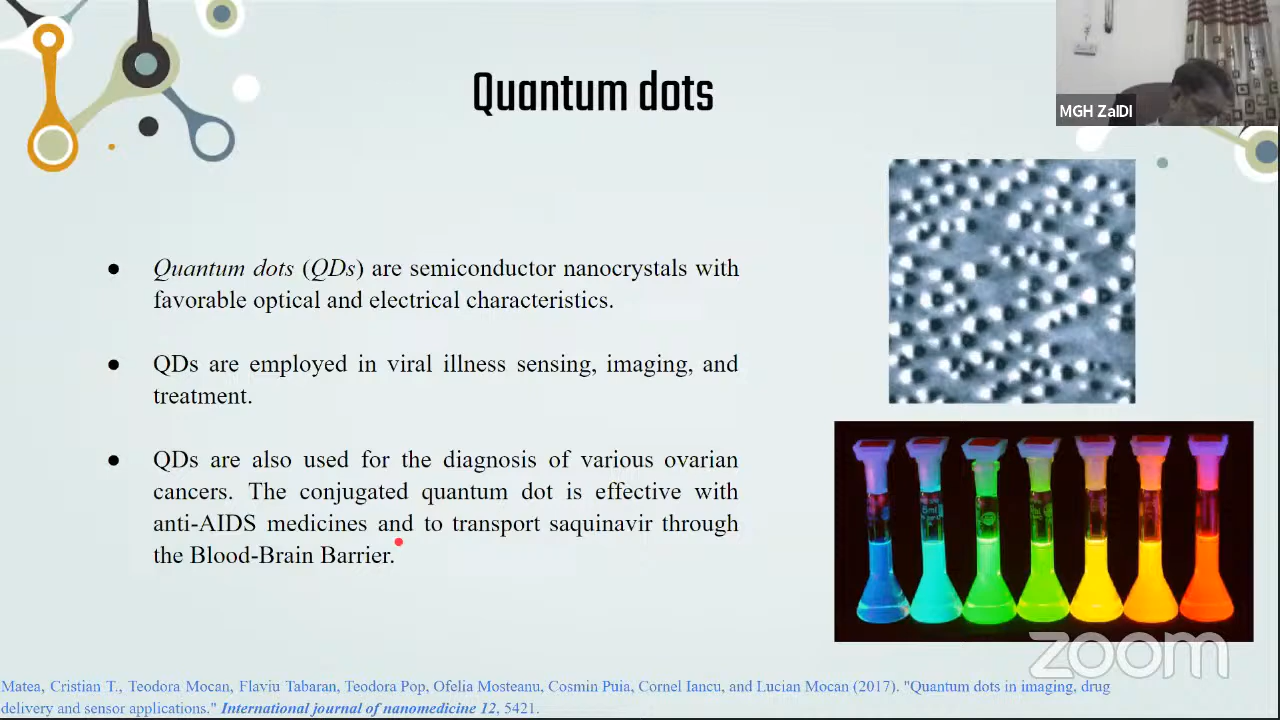 Quantum dots
MGH ZaIDI
● Quantum dots (QDs) are semiconductor nanocrystals with
favorable optical and electrical characteristics.
● QDs are employed in viral illness sensing, imaging, and
treatment.
● QDs are also used for the diagnosis of various ovarian
cancers. The conjugated quantum dot is effective with
anti-AIDS medicines and to transport saquinavir through
the Blood-Brain Barrier.
zoom
Matea, Cristian T., Teodora Mocan, Flaviu Tabaran, Teodora Pop, Ofelia Mosteanu, Cosmin Puia, Cornel Iancu, and Lucian Mocan (2017). "Quantum dots in imaging, drug
delivery and sensor applications." International journal of nanomedicine 12, 5421.